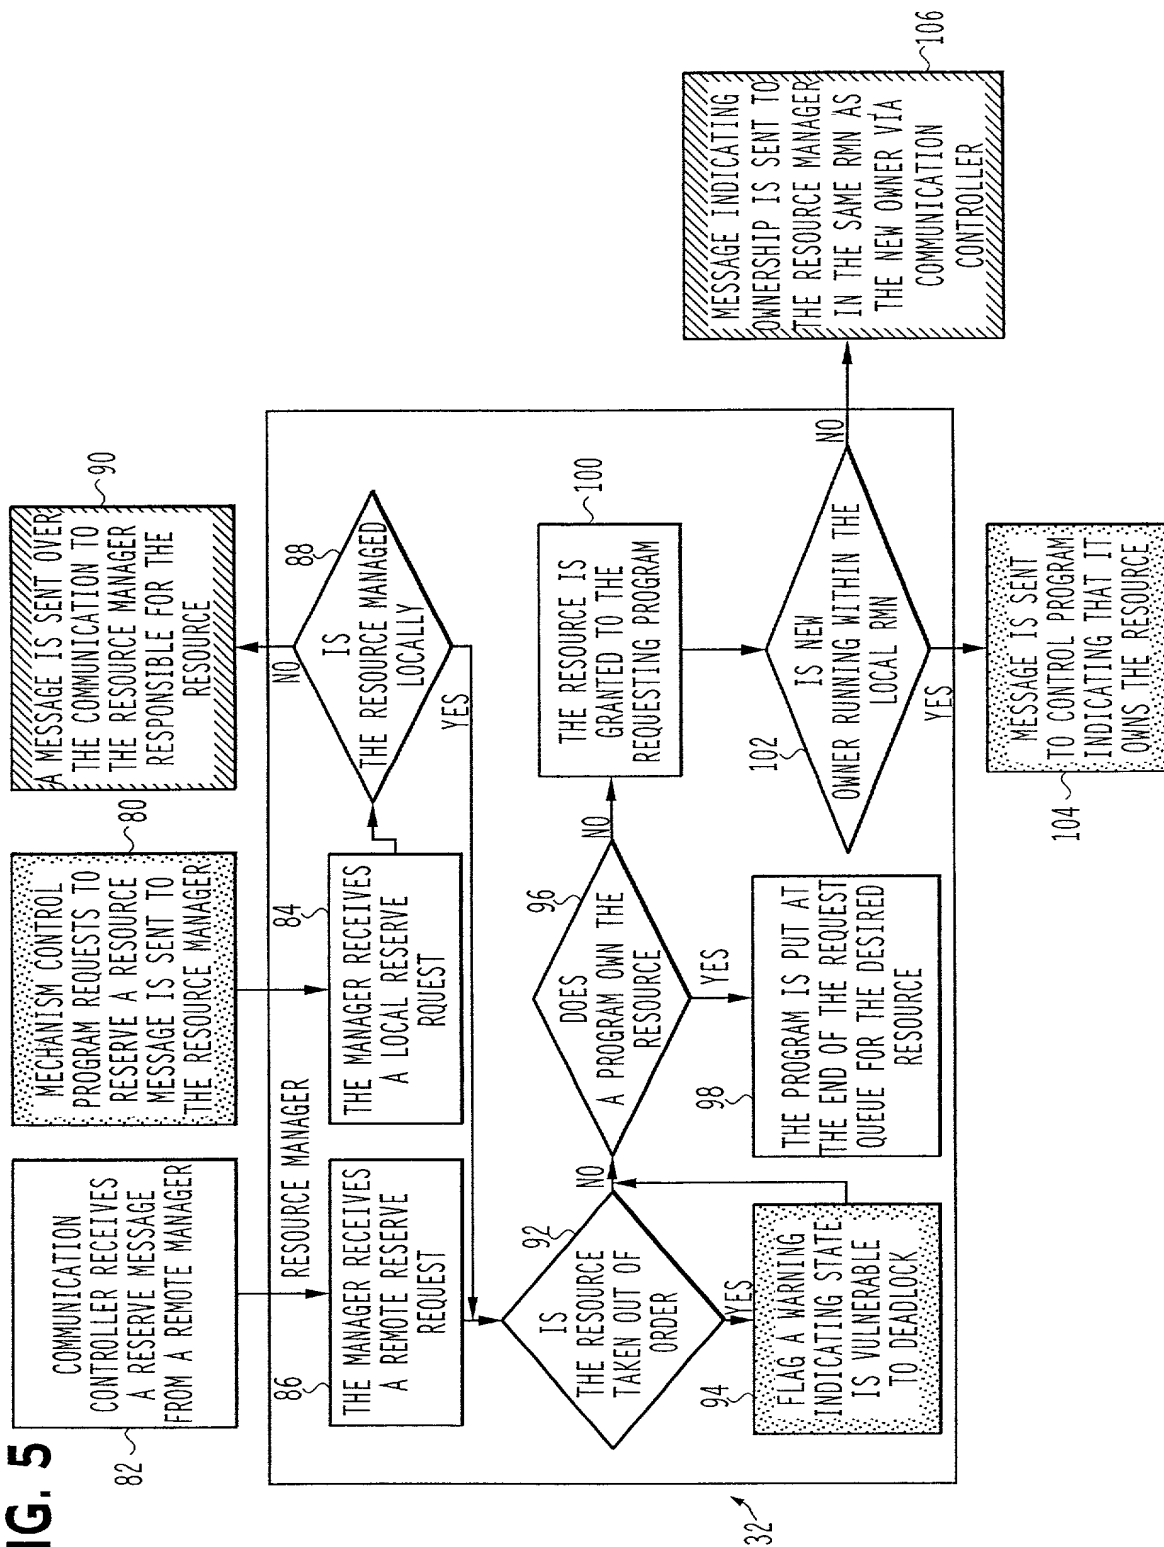 IG. 5
82
COMMUNICATION
CONTROLLER RECEIVES
A RESERVE MESSAGE
FROM A REMOTE MANAGER
MECHANISM CONTROL
PROGRAM REQUESTS TO
RESERVE A RESOURCE
MESSAGE IS SENT TO
THE RESOURCE MANAGER
80
A MESSAGE IS SENT OVER
THE COMMUNICATION TO
THE RESOURCE MANAGER
RESPONSIBLE FOR THE
RESOURCE
90
RESOURCE MANAGER
86
THE MANAGER RECEIVES
A REMOTE RESERVE
REQUEST
84
THE MANAGER RECEIVES
A LOCAL RESERVE
RQUEST
88
IS
THE RESOURCE MANAGED
LOCALLY
NO
YES
92
IS
THE RESOURCE
TAKEN OUT OF
ORDER
NO
YES
94
FLAG A WARNING
INDICATING STATE
IS VULNERABLE
TO DEADLOCK
96
DOES
A PROGRAM OWN THE
RESOURCE
NO
YES
98
THE PROGRAM IS PUT AT
THE END OF THE REQUEST
QUEUE FOR THE DESIRED
RESOURCE
100
THE RESOURCE IS
GRANTED TO THE
REQUESTING PROGRAM
102
IS NEW
OWNER RUNNING WITHIN THE
LOCAL RMN
NO
YES
104
MESSAGE IS SENT
TO CONTROL PROGRAM
INDICATING THAT IT
OWNS THE RESOURCE
106
MESSAGE INDICATING
OWNERSHIP IS SENT TO
THE RESOURCE MANAGER
IN THE SAME RMN AS
THE NEW OWNER VIA
COMMUNICATION
CONTROLLER
32